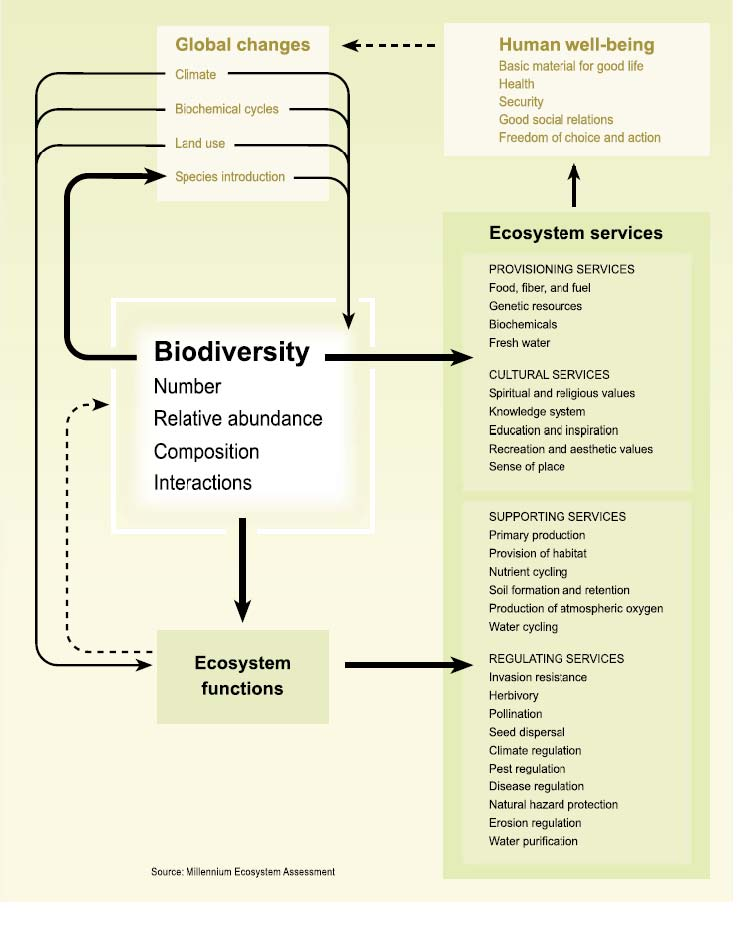 Global changes
Climate
Biochemical cycles
Land use
Species introduction
Human well-being
Basic material for good life
Health
Security
Good social relations
Freedom of choice and action
Biodiversity
Number
Relative abundance
Composition
Interactions
Ecosystem
functions
Ecosystem services
PROVISIONING SERVICES
Food, fiber, and fuel
Genetic resources
Biochemicals
Fresh water
CULTURAL SERVICES
Spiritual and religious values
Knowledge system
Education and inspiration
Recreation and aesthetic values
Sense of place
SUPPORTING SERVICES
Primary production
Provision of habitat
Nutrient cycling
Soil formation and retention
Production of atmospheric oxygen
Water cycling
REGULATING SERVICES
Invasion resistance
Herbivory
Pollination
Seed dispersal
Climate regulation
Pest regulation
Disease regulation
Natural hazard protection
Erosion regulation
Water purification
Source: Millennium Ecosystem Assessment